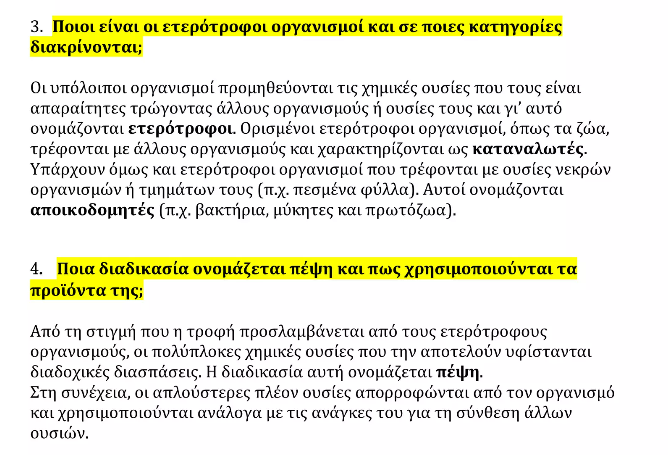 3. Ποιοι είναι οι ετερότροφοι οργανισμοί και σε ποιες κατηγορίες
διακρίνονται;
Οι υπόλοιποι οργανισμοί προμηθεύονται τις χημικές ουσίες που τους είναι
απαραίτητες τρώγοντας άλλους οργανισμούς ή ουσίες τους και γι' αυτό
ονομάζονται ετερότροφοι. Ορισμένοι ετερότροφοι οργανισμοί, όπως τα ζώα,
τρέφονται με άλλους οργανισμούς και χαρακτηρίζονται ως καταναλωτές.
Υπάρχουν όμως και ετερότροφοι οργανισμοί που τρέφονται με ουσίες νεκρών
οργανισμών ή τμημάτων τους (π.χ. πεσμένα φύλλα). Αυτοί ονομάζονται
αποικοδομητές (π.χ. βακτήρια, μύκητες και πρωτόζωα).
4. Ποια διαδικασία ονομάζεται πέψη και πως χρησιμοποιούνται τα
προϊόντα της;
Από τη στιγμή που η τροφή προσλαμβάνεται από τους ετερότροφους
οργανισμούς, οι πολύπλοκες χημικές ουσίες που την αποτελούν υφίστανται
διαδοχικές διασπάσεις. Η διαδικασία αυτή ονομάζεται πέψη.
Στη συνέχεια, οι απλούστερες πλέον ουσίες απορροφώνται από τον οργανισμό
και χρησιμοποιούνται ανάλογα με τις ανάγκες του για τη σύνθεση άλλων
ουσιών.